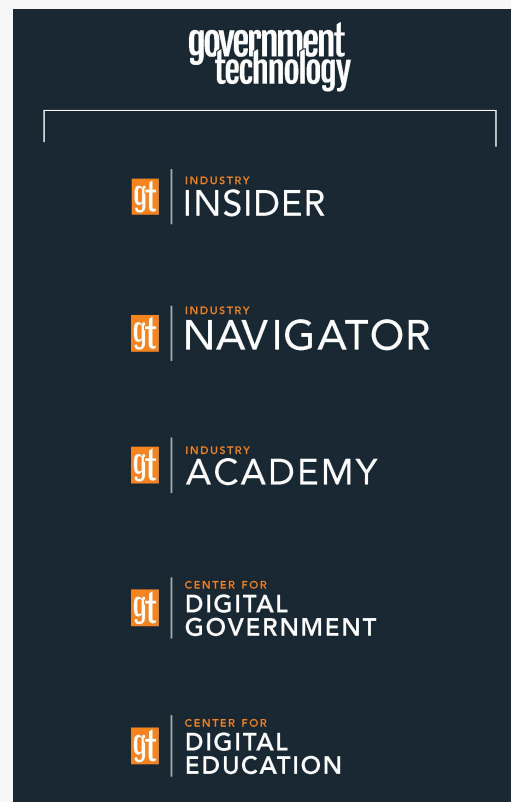 government
technology
gt
INDUSTRY
INSIDER
gt
INDUSTRY
NAVIGATOR
gt
INDUSTRY
ACADEMY
gt
CENTER FOR
DIGITAL
GOVERNMENT
gt
CENTER FOR
DIGITAL
EDUCATION